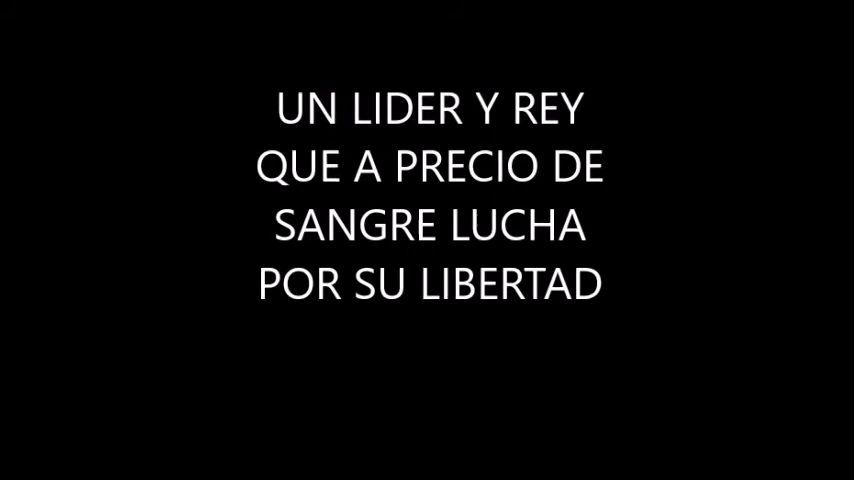 UN LIDER Y REY
QUE A PRECIO DE
SANGRE LUCHA
POR SU LIBERTAD